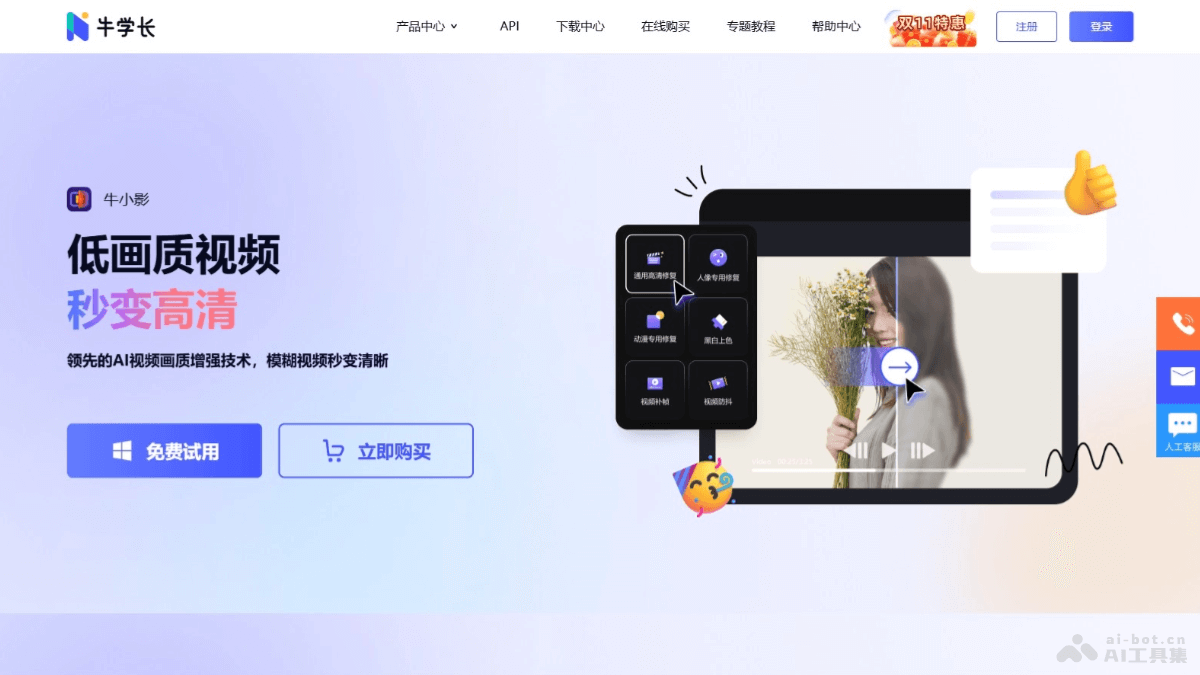 牛学长
产品中心
API
下载中心
在线购买
专题教程
帮助中心
双11特惠
注册
登录
牛小影
低画质视频
秒变高清
领先的AI视频画质增强技术，模糊视频秒变清晰
免费试用
立即购买
通用高清修复
人像专用修复
动漫专用修复
黑白上色
视频补帧
视频防抖
人工客服
ai-bot.cn
AI工具集